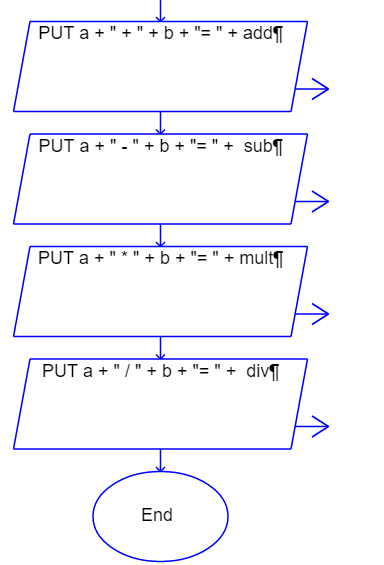 PUT a + " + " + b + "= " + add¶
PUT a + " - " + b + "= " +  sub¶
PUT a + " * " + b + "= " + mult¶
PUT a + " / " + b + "= " +  div¶
End